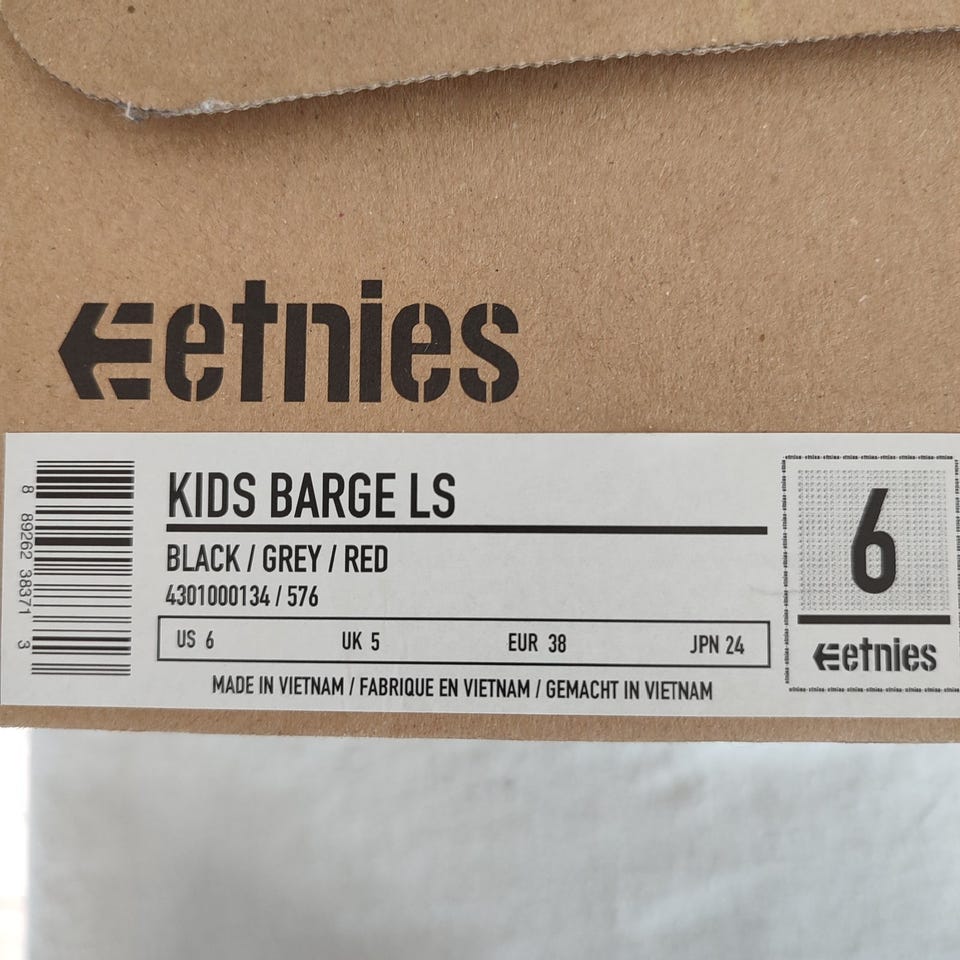 etnies
KIDS BARGE LS
BLACK / GREY / RED
4301000134 / 576
US 6 UK 5 EUR 38 JPN 24
MADE IN VIETNAM / FABRIQUE EN VIETNAM / GEMACHT IN VIETNAM
8 89262 38371 3
6
etnies